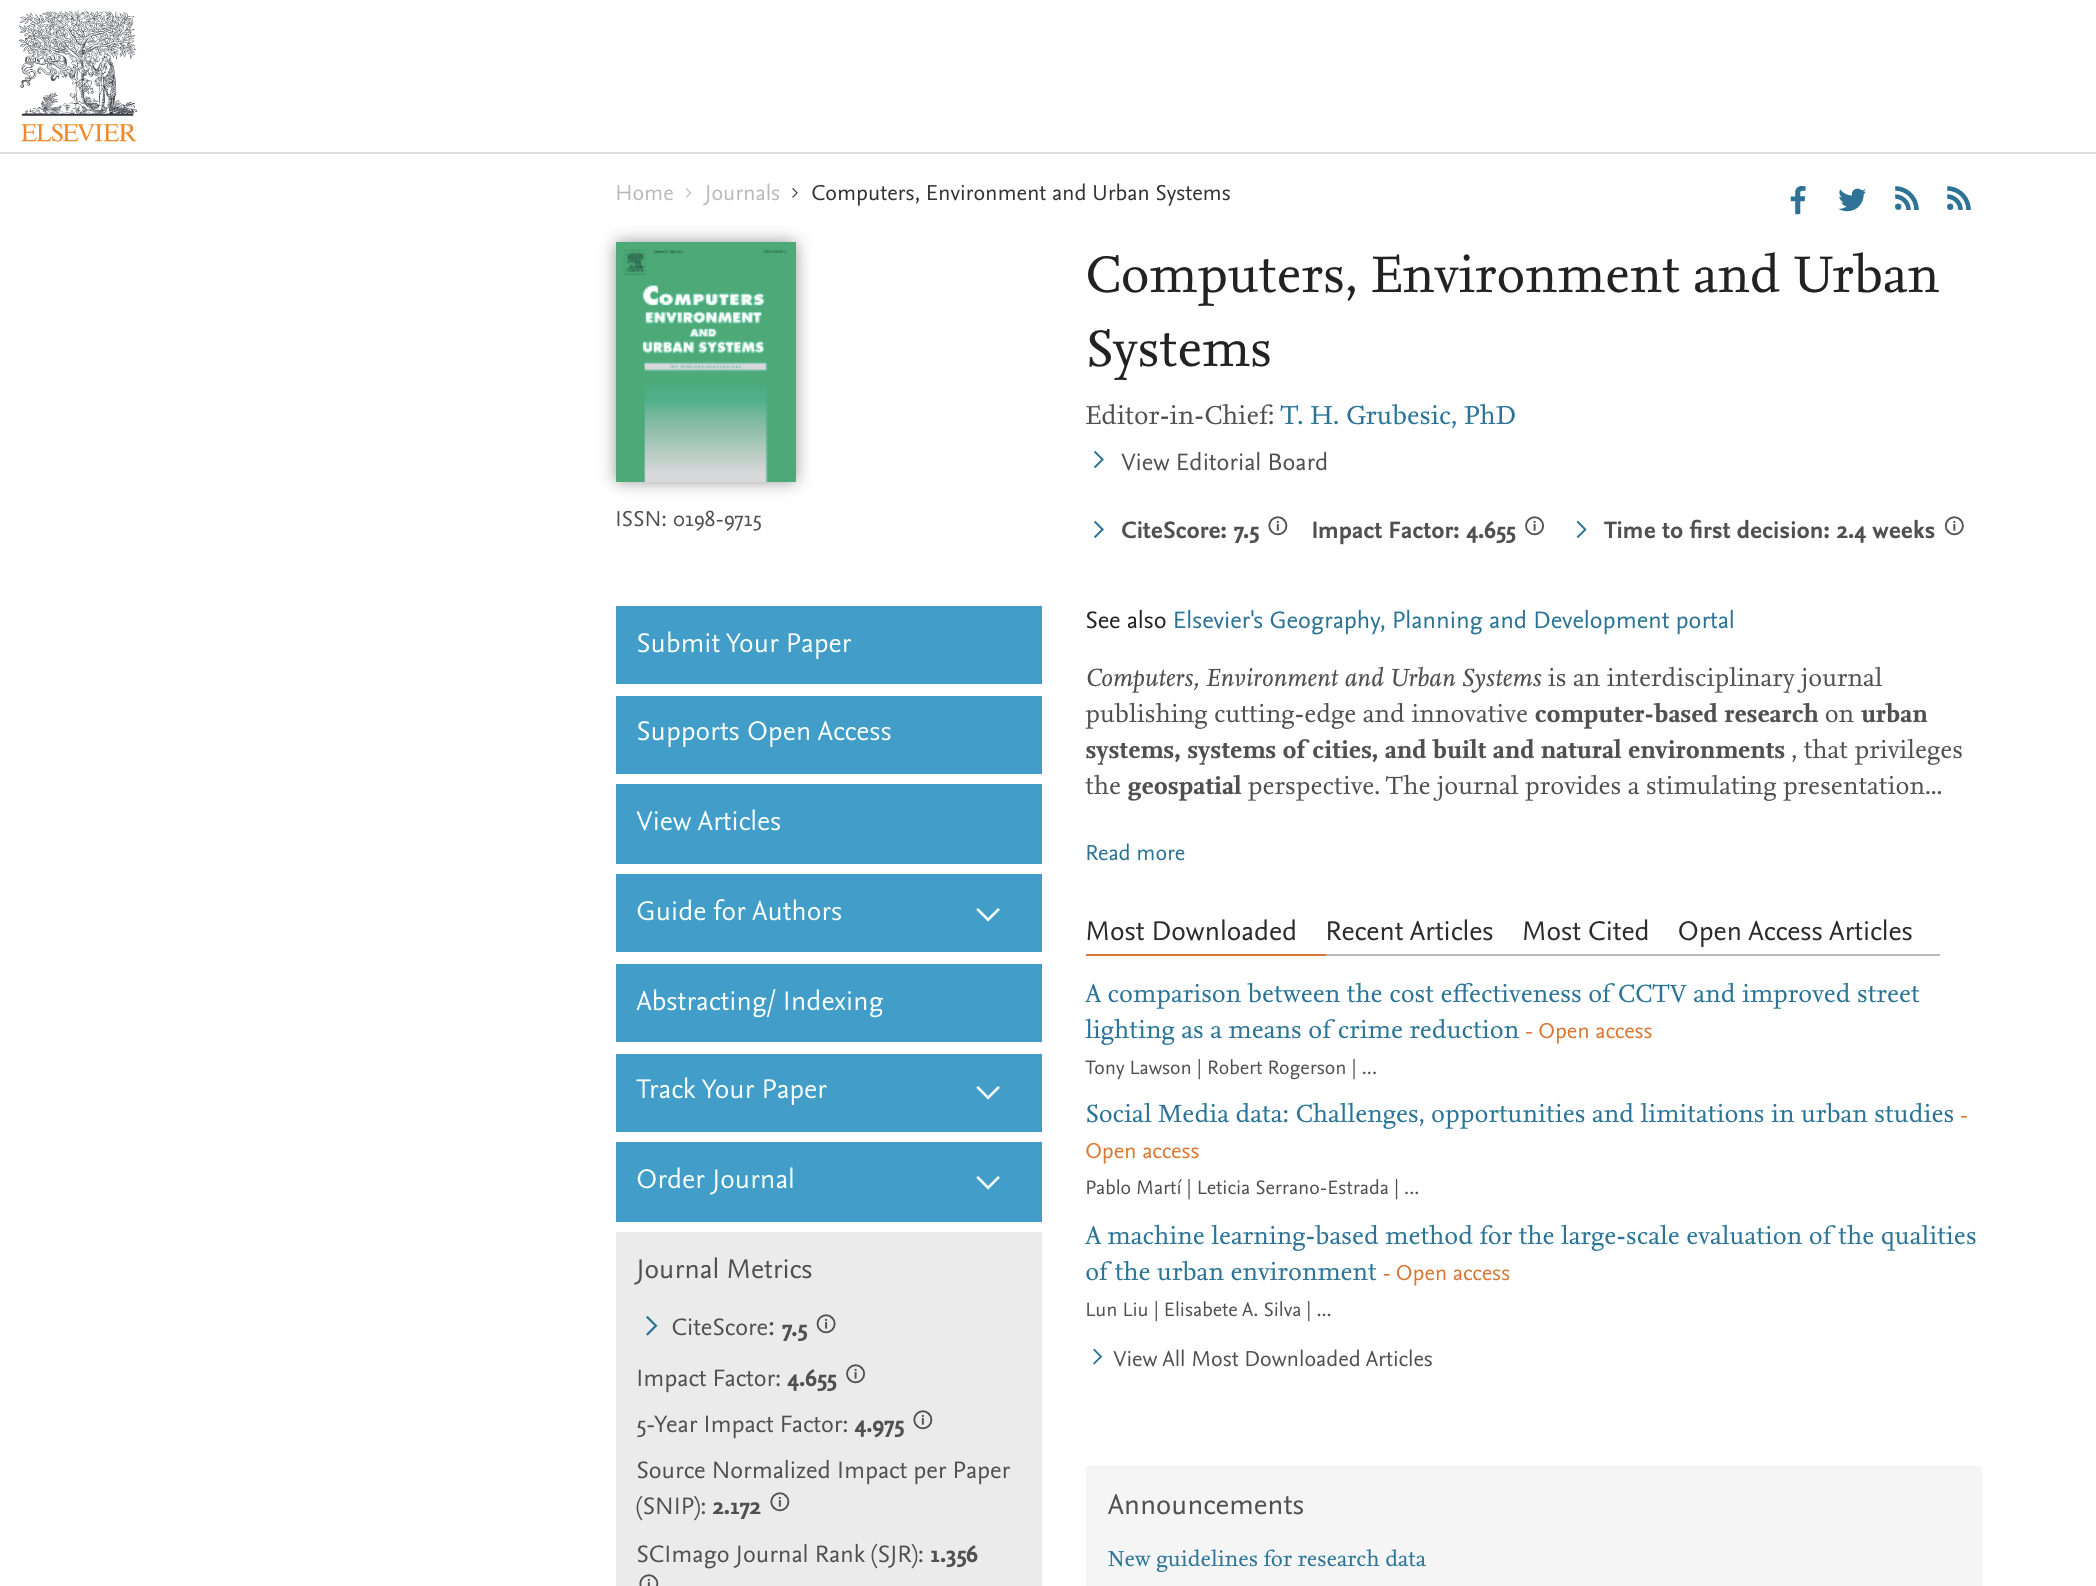 ELSEVIER
Home > Journals > Computers, Environment and Urban Systems
COMPUTERS
ENVIRONMENT
AND
URBAN SYSTEMS
ISSN: 0198-9715
Computers, Environment and Urban
Systems
Editor-in-Chief: T. H. Grubesic, PhD
View Editorial Board
CiteScore: 7.5 Impact Factor: 4.655 Time to first decision: 2.4 weeks
Submit Your Paper
Supports Open Access
View Articles
Guide for Authors
Abstracting/ Indexing
Track Your Paper
Order Journal
Journal Metrics
CiteScore: 7.5
Impact Factor: 4.655
5-Year Impact Factor: 4.975
Source Normalized Impact per Paper
(SNIP): 2.172
SCImago Journal Rank (SJR): 1.356
See also Elsevier's Geography, Planning and Development portal
Computers, Environment and Urban Systems is an interdisciplinary journal
publishing cutting-edge and innovative computer-based research on urban
systems, systems of cities, and built and natural environments , that privileges
the geospatial perspective. The journal provides a stimulating presentation...
Read more
Most Downloaded Recent Articles Most Cited Open Access Articles
A comparison between the cost effectiveness of CCTV and improved street
lighting as a means of crime reduction - Open access
Tony Lawson | Robert Rogerson | ...
Social Media data: Challenges, opportunities and limitations in urban studies -
Open access
Pablo Martí | Leticia Serrano-Estrada | ...
A machine learning-based method for the large-scale evaluation of the qualities
of the urban environment - Open access
Lun Liu | Elisabete A. Silva | ...
View All Most Downloaded Articles
Announcements
New guidelines for research data